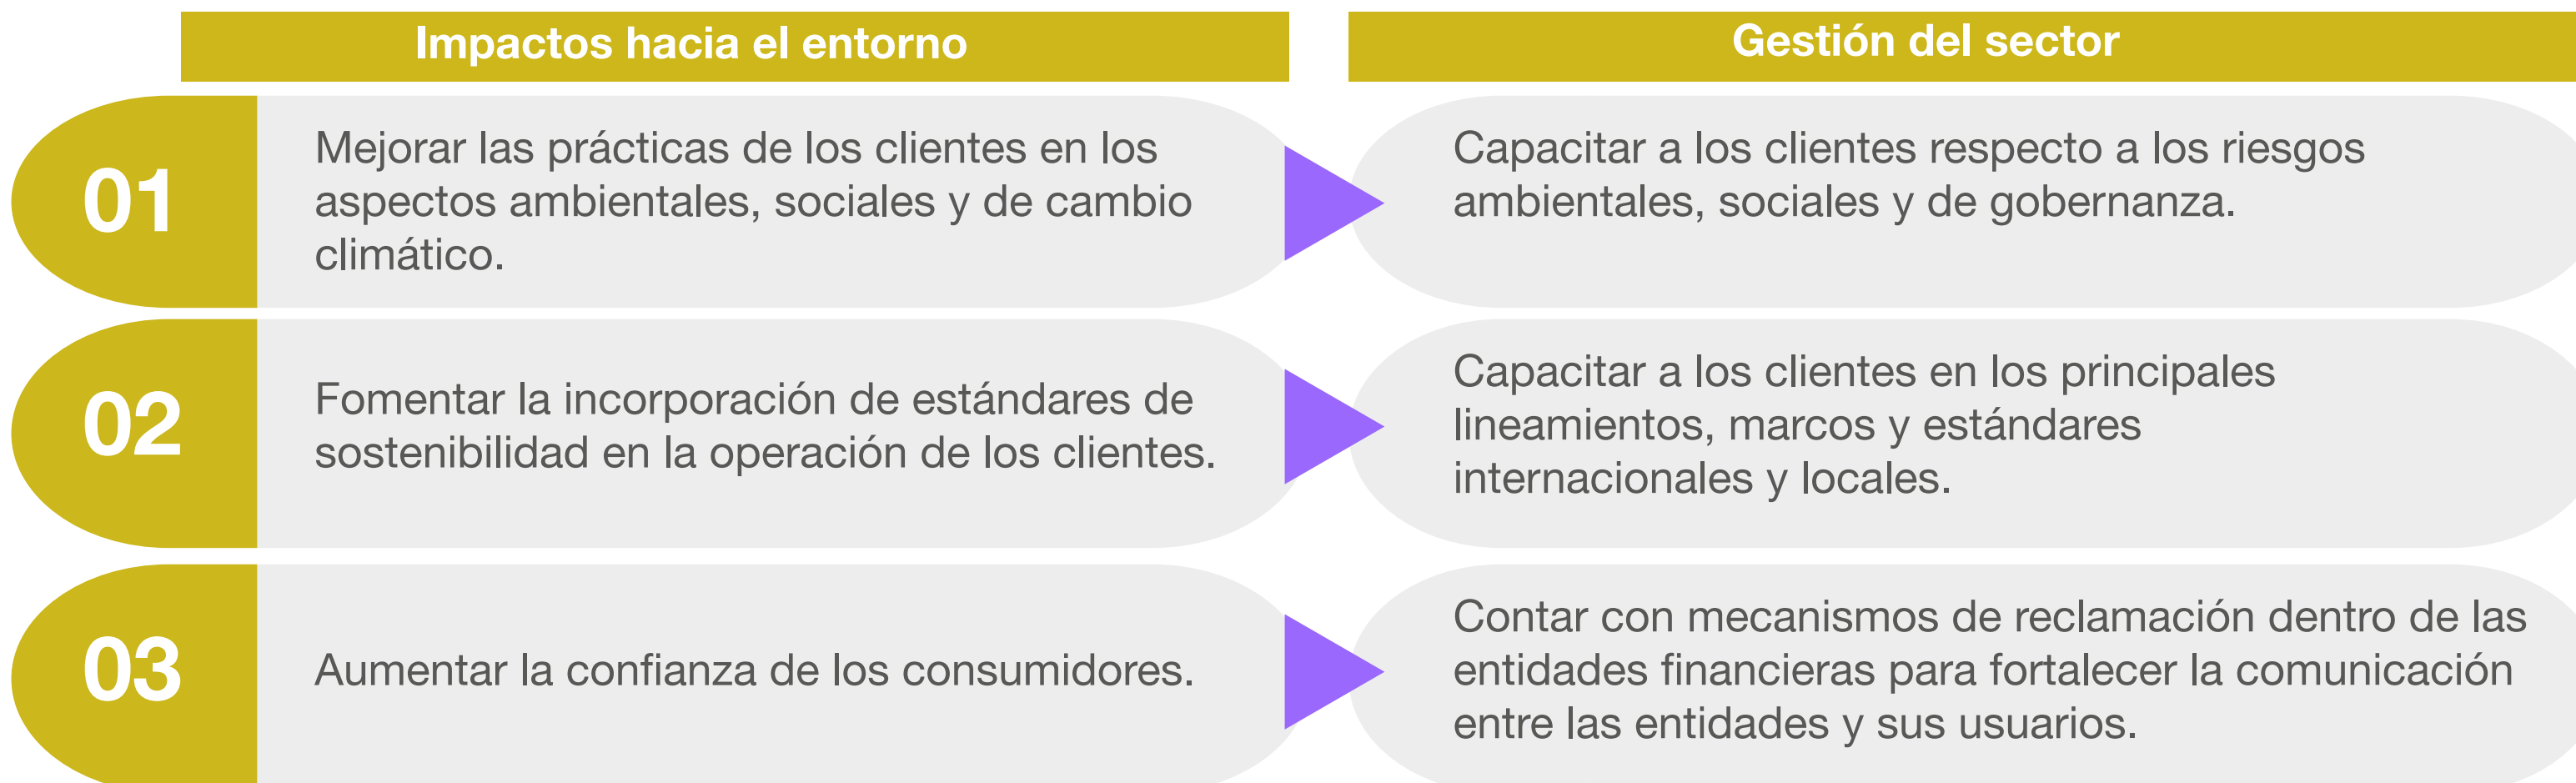 Impactos hacia el entorno
Gestión del sector
01
Mejorar las prácticas de los clientes en los
aspectos ambientales, sociales y de cambio
climático.
Capacitar a los clientes respecto a los riesgos
ambientales, sociales y de gobernanza.
02
Fomentar la incorporación de estándares de
sostenibilidad en la operación de los clientes.
Capacitar a los clientes en los principales
lineamientos, marcos y estándares
internacionales y locales.
03
Aumentar la confianza de los consumidores.
Contar con mecanismos de reclamación dentro de las
entidades financieras para fortalecer la comunicación
entre las entidades y sus usuarios.